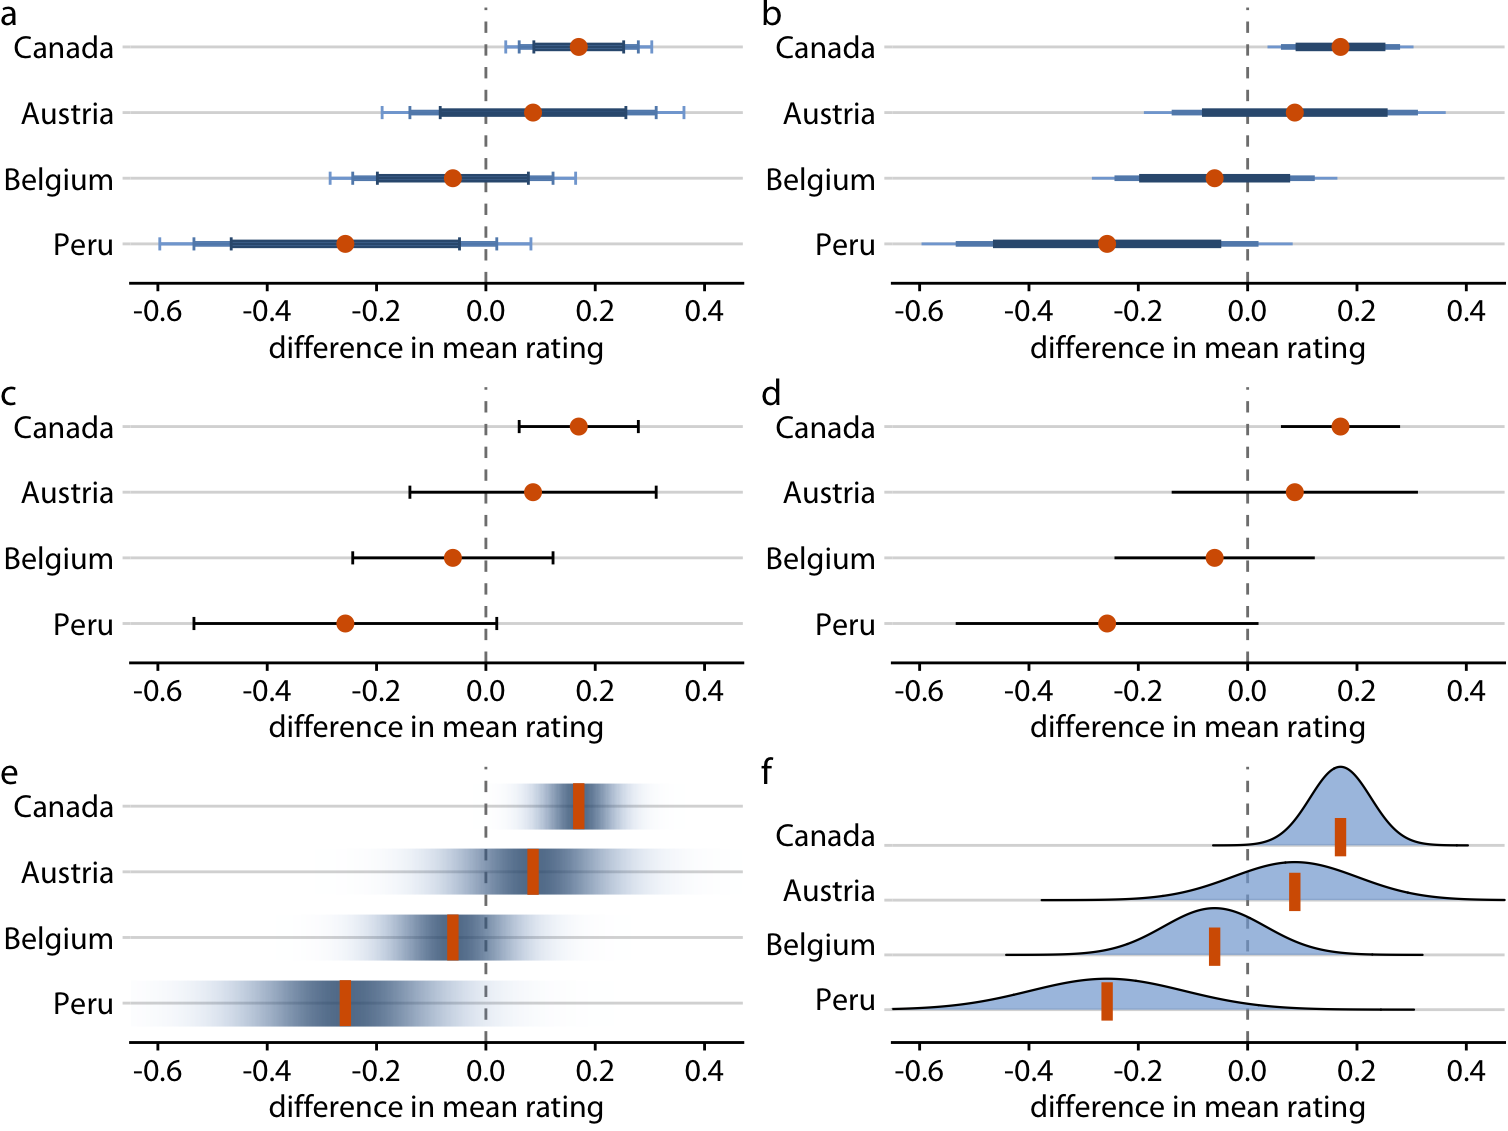 a
Canada
Austria
Belgium
Peru
-0.6 -0.4 -0.2 0.0 0.2 0.4
difference in mean rating
b
Canada
Austria
Belgium
Peru
-0.6 -0.4 -0.2 0.0 0.2 0.4
difference in mean rating
c
Canada
Austria
Belgium
Peru
-0.6 -0.4 -0.2 0.0 0.2 0.4
difference in mean rating
d
Canada
Austria
Belgium
Peru
-0.6 -0.4 -0.2 0.0 0.2 0.4
difference in mean rating
e
Canada
Austria
Belgium
Peru
-0.6 -0.4 -0.2 0.0 0.2 0.4
difference in mean rating
f
Canada
Austria
Belgium
Peru
-0.6 -0.4 -0.2 0.0 0.2 0.4
difference in mean rating